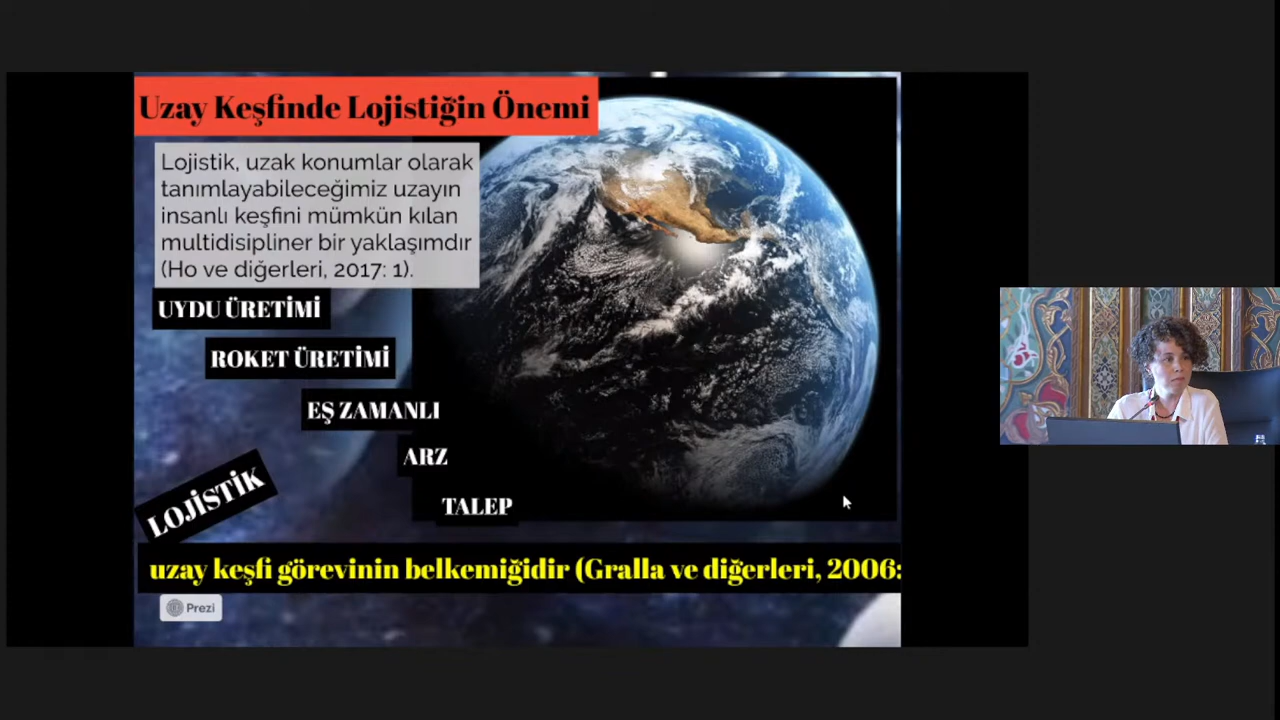 Uzay Keşfinde Lojistiğin Önemi
Lojistik, uzak konumlar olarak
tanımlayabileceğimiz uzayın
insanlı keşfini mümkün kılan
multidisipliner bir yaklaşımdır
(Ho ve diğerleri, 2017: 1).
UYDU ÜRETİMİ
ROKET ÜRETİMİ
EŞ ZAMANLI
ARZ
TALEP
LOJİSTİK
uzay keşfi görevinin belkemiğidir (Gralla ve diğerleri, 2006:
Prezi